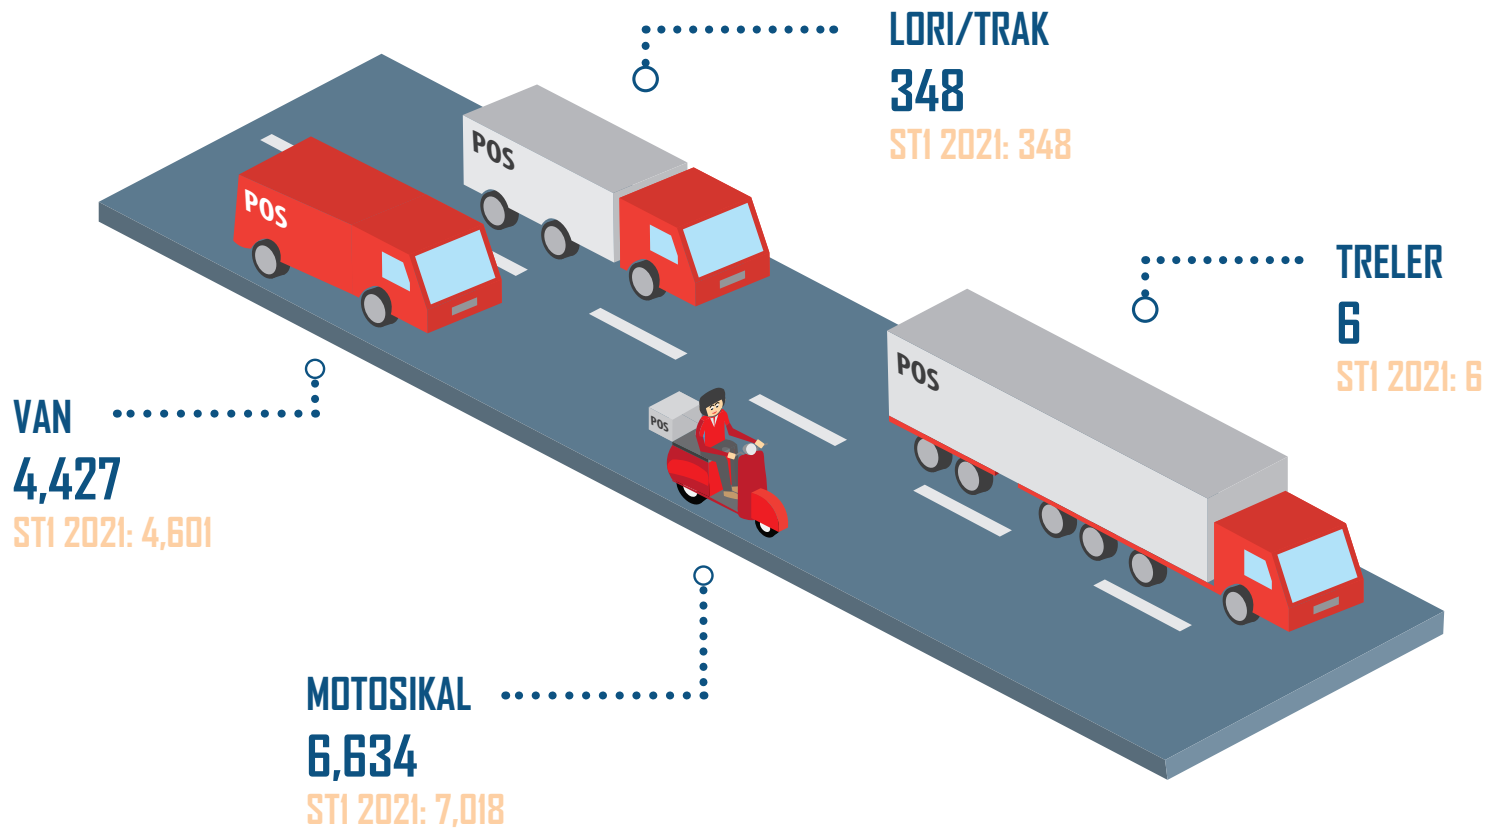 LORI/TRAK
348
ST1 2021: 348
POS
POS
TRELER
6
ST1 2021: 6
POS
VAN
4,427
ST1 2021: 4,601
POS
MOTOSIKAL
6,634
ST1 2021: 7,018